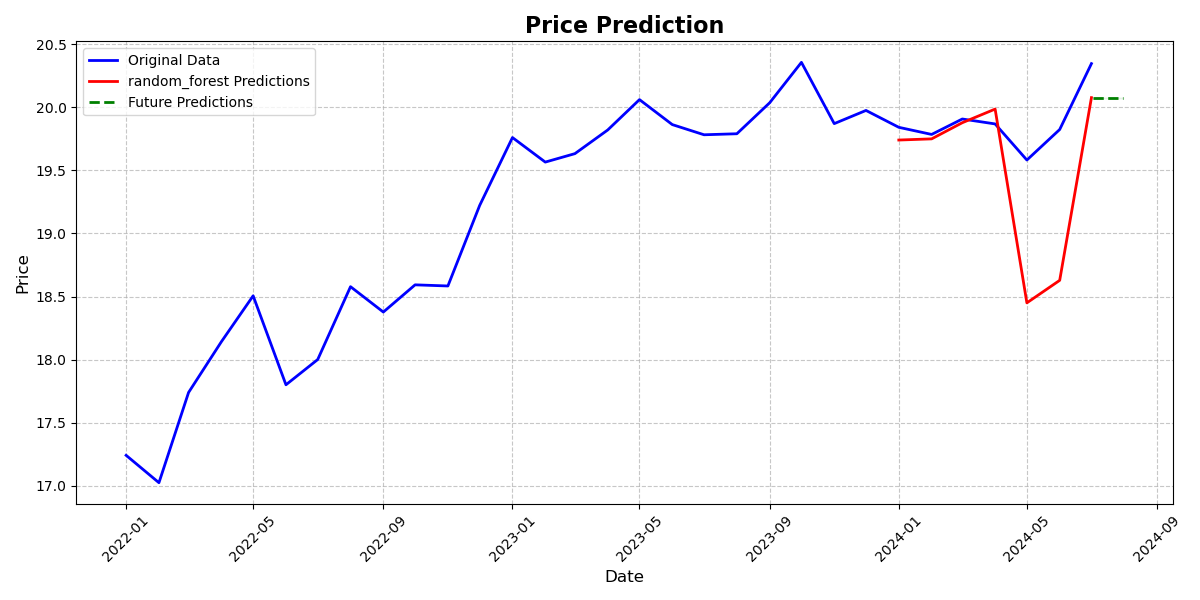 Price Prediction
Original Data
random_forest Predictions
Future Predictions
Price
20.5
20.0
19.5
19.0
18.5
18.0
17.5
17.0
2022-01
2022-05
2022-09
2023-01
2023-05
2023-09
2024-01
2024-05
2024-09
Date